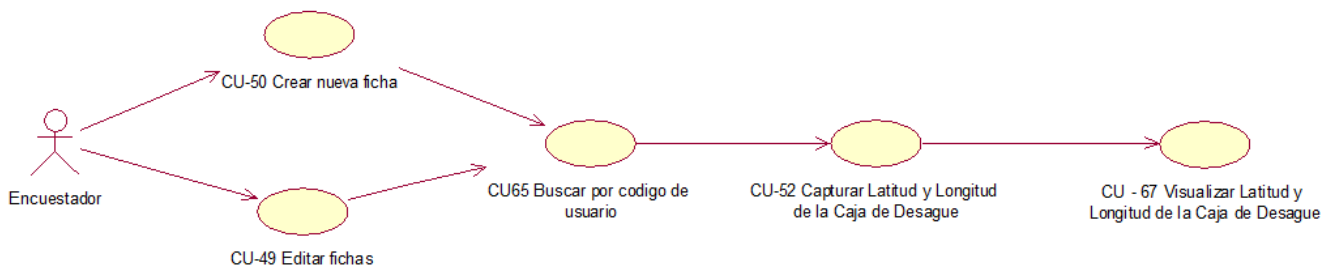 CU-50 Crear nueva ficha
Encuestador
CU65 Buscar por codigo de
usuario
CU-52 Capturar Latitud y Longitud
de la Caja de Desague
CU - 67 Visualizar Latitud y
Longitud de la Caja de Desague
CU-49 Editar fichas